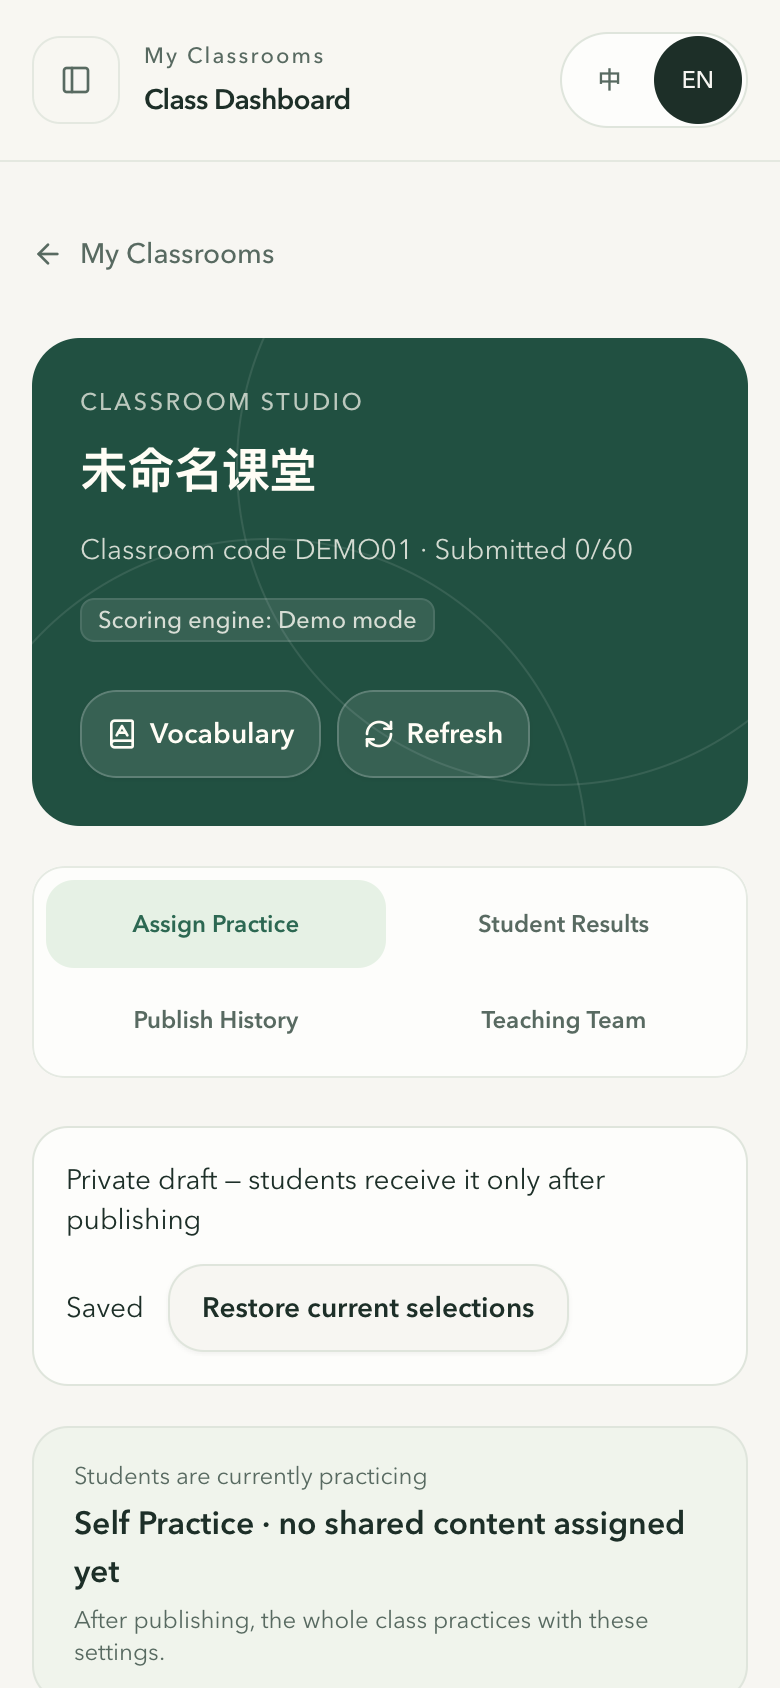 My Classrooms
Class Dashboard
中
EN
My Classrooms
CLASSROOM STUDIO
未命名课堂
Classroom code DEMO01 · Submitted 0/60
Scoring engine: Demo mode
Vocabulary
Refresh
Assign Practice
Student Results
Publish History
Teaching Team
Private draft – students receive it only after
publishing
Saved
Restore current selections
Students are currently practicing
Self Practice · no shared content assigned
yet
After publishing, the whole class practices with these
settings.